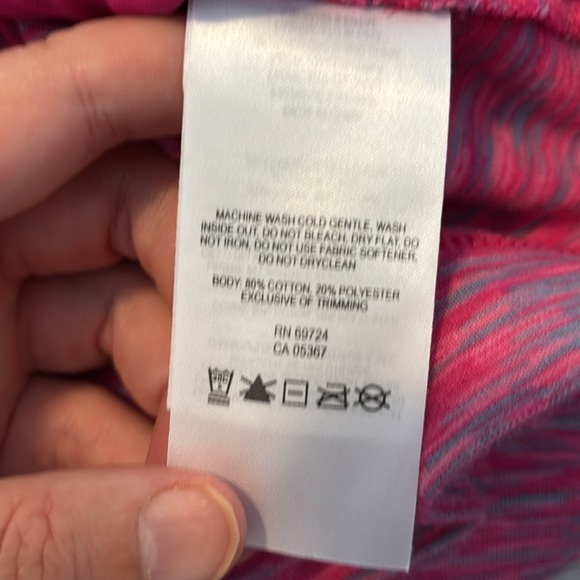 MACHINE WASH COLD GENTLE, WASH
INSIDE OUT, DO NOT BLEACH, DRY FLAT, DO
NOT IRON, DO NOT USE FABRIC SOFTENER,
DO NOT DRYCLEAN
BODY: 80% COTTON, 20% POLYESTER
EXCLUSIVE OF TRIMMING
RN 69724
CA 05367